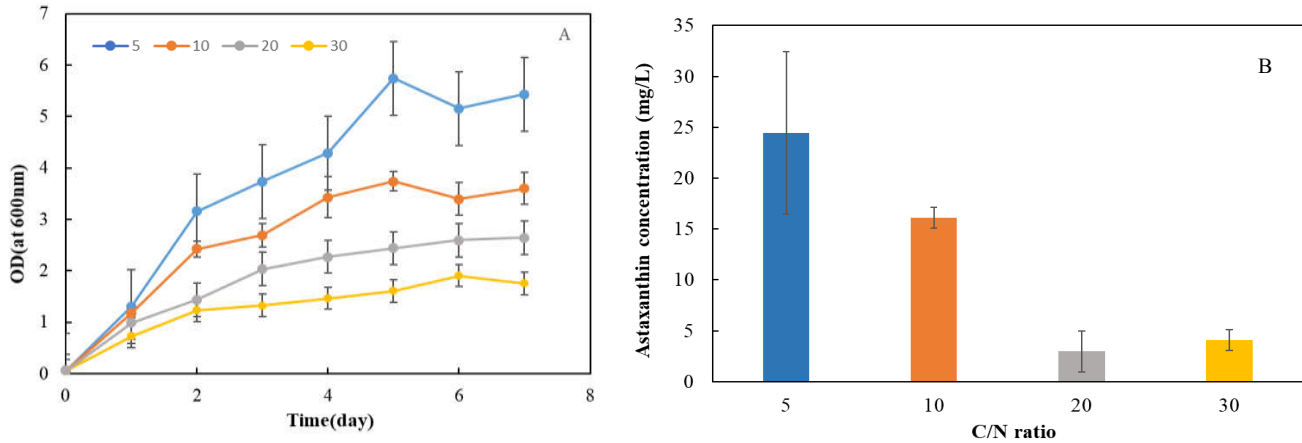 5 10 20 30
A
7
6
5
4
3
2
1
0
0 2 4 6 8
OD(at 600nm)
Time(day)
B
35
30
25
20
15
10
5
0
5 10 20 30
Astaxanthin concentration (mg/L)
C/N ratio